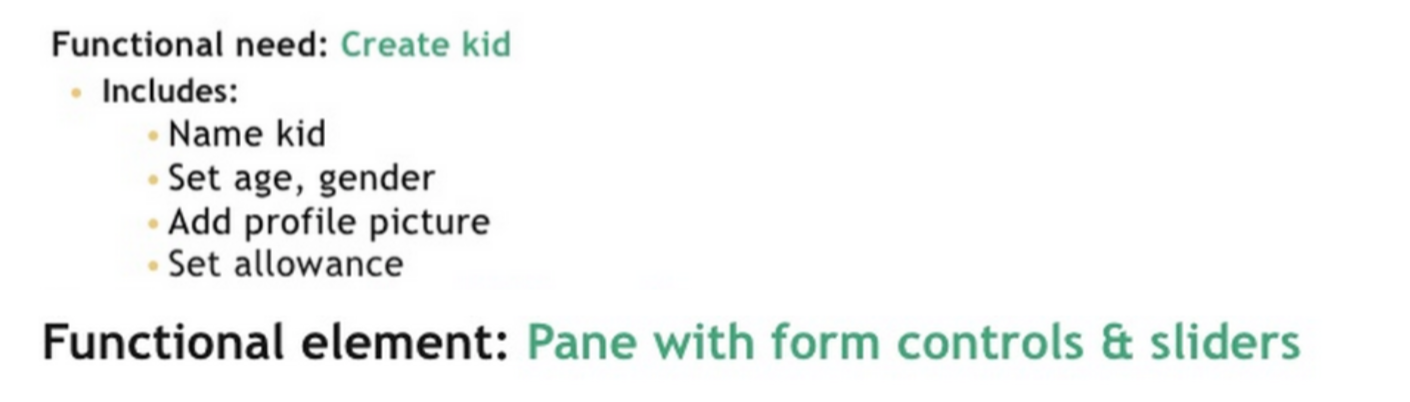 Functional need: Create kid
• Includes:
• Name kid
• Set age, gender
• Add profile picture
• Set allowance
Functional element: Pane with form controls & sliders